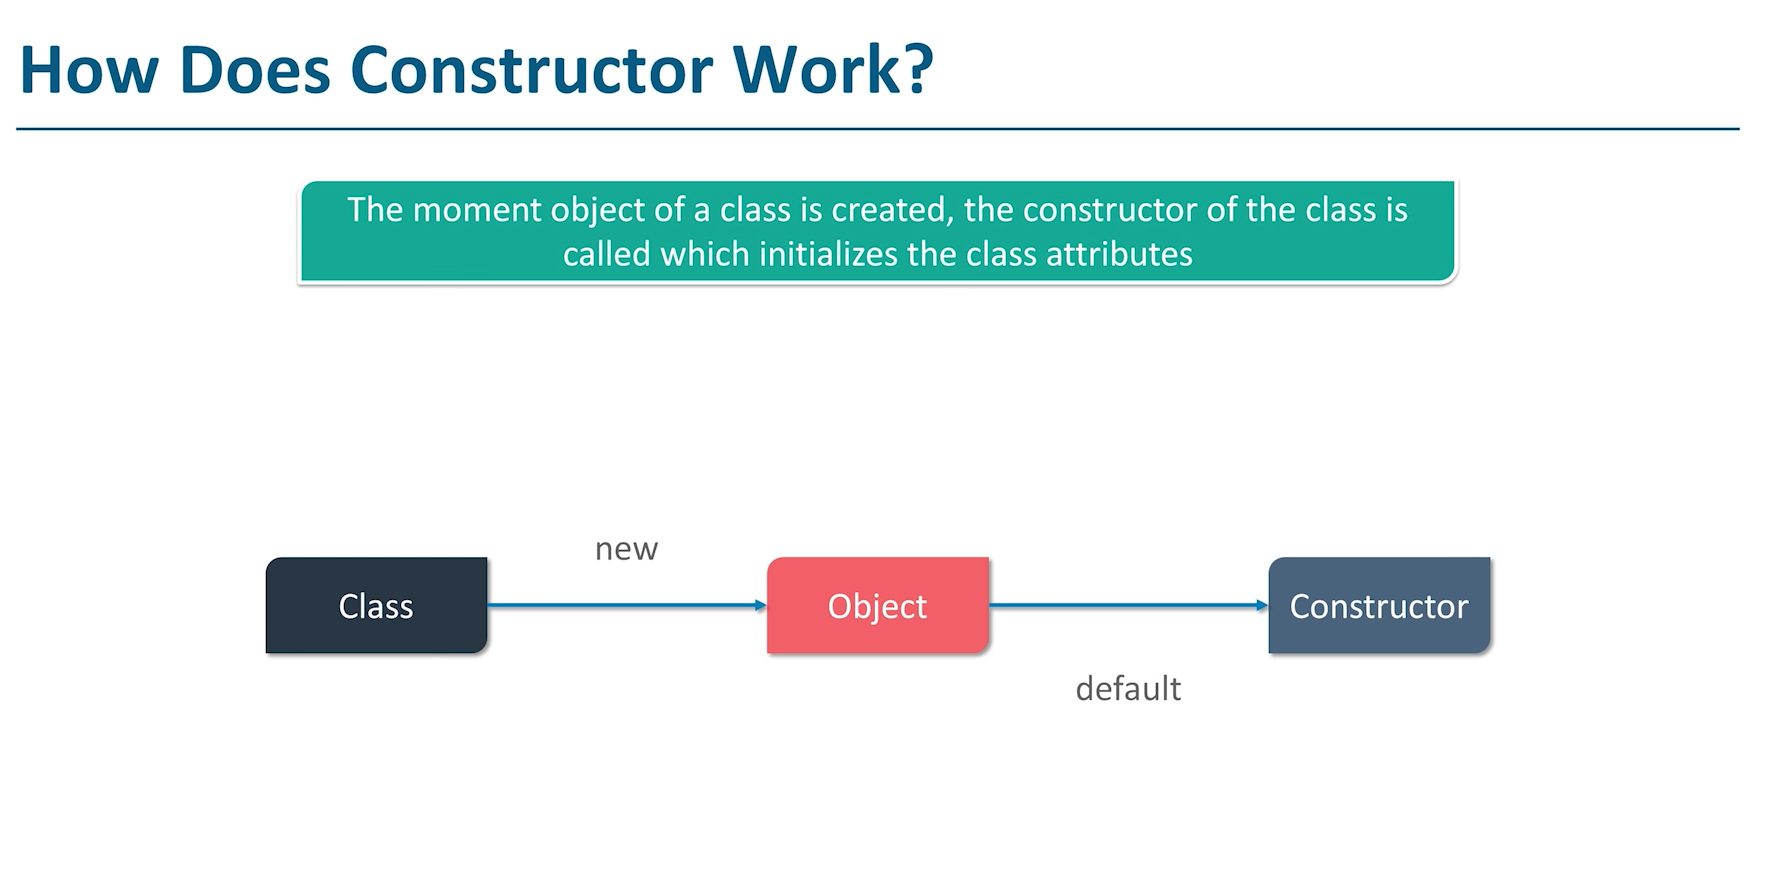 How Does Constructor Work?
The moment object of a class is created, the constructor of the class is
called which initializes the class attributes
new
Class
Object
Constructor
default